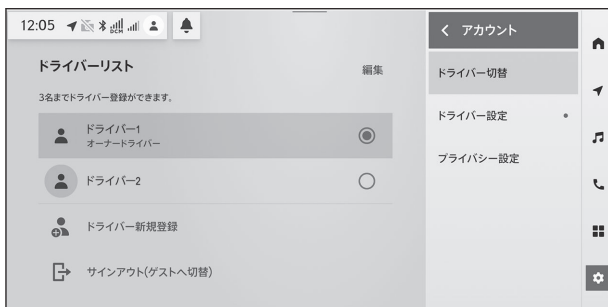 12:05
DCM
ドライバーリスト
編集
3名までドライバー登録ができます。
ドライバー1
オーナードライバー
ドライバー2
ドライバー新規登録
サインアウト(ゲストへ切替)
アカウント
ドライバー切替
ドライバー設定
プライバシー設定